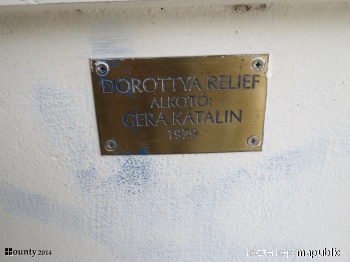 DOROTTYA RELIEF
ALKOTÓ:
GERA KATALIN
1979
Bounty 2014
mapublic